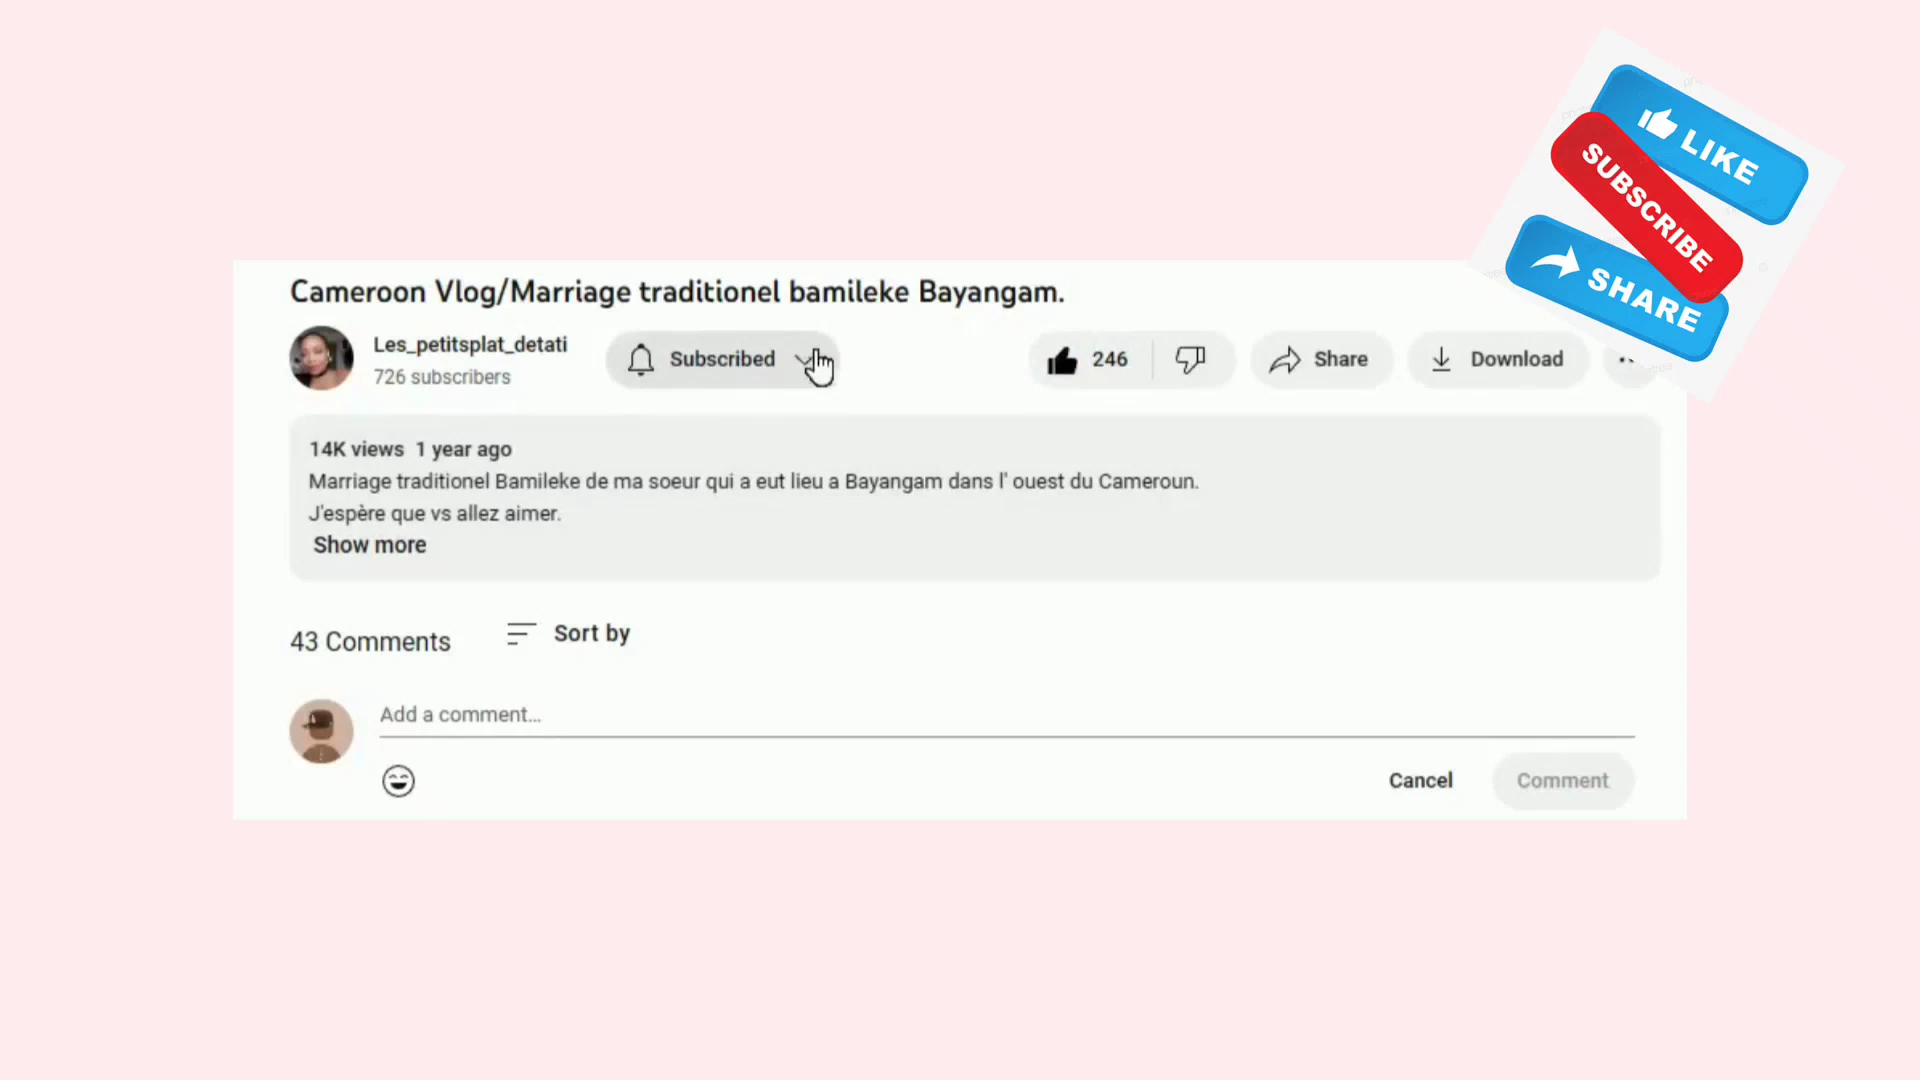 LIKE
SUBSCRIBE
SHARE
Cameroon Vlog/Marriage traditionel bamileke Bayangam.
Les_petitsplat_detati
726 subscribers
Subscribed
246
Share
Download
14K views 1 year ago
Marriage traditionel Bamileke de ma soeur qui a eut lieu a Bayangam dans l' ouest du Cameroun.
J'espère que vs allez aimer.
Show more
43 Comments
Sort by
Add a comment...
Cancel
Comment